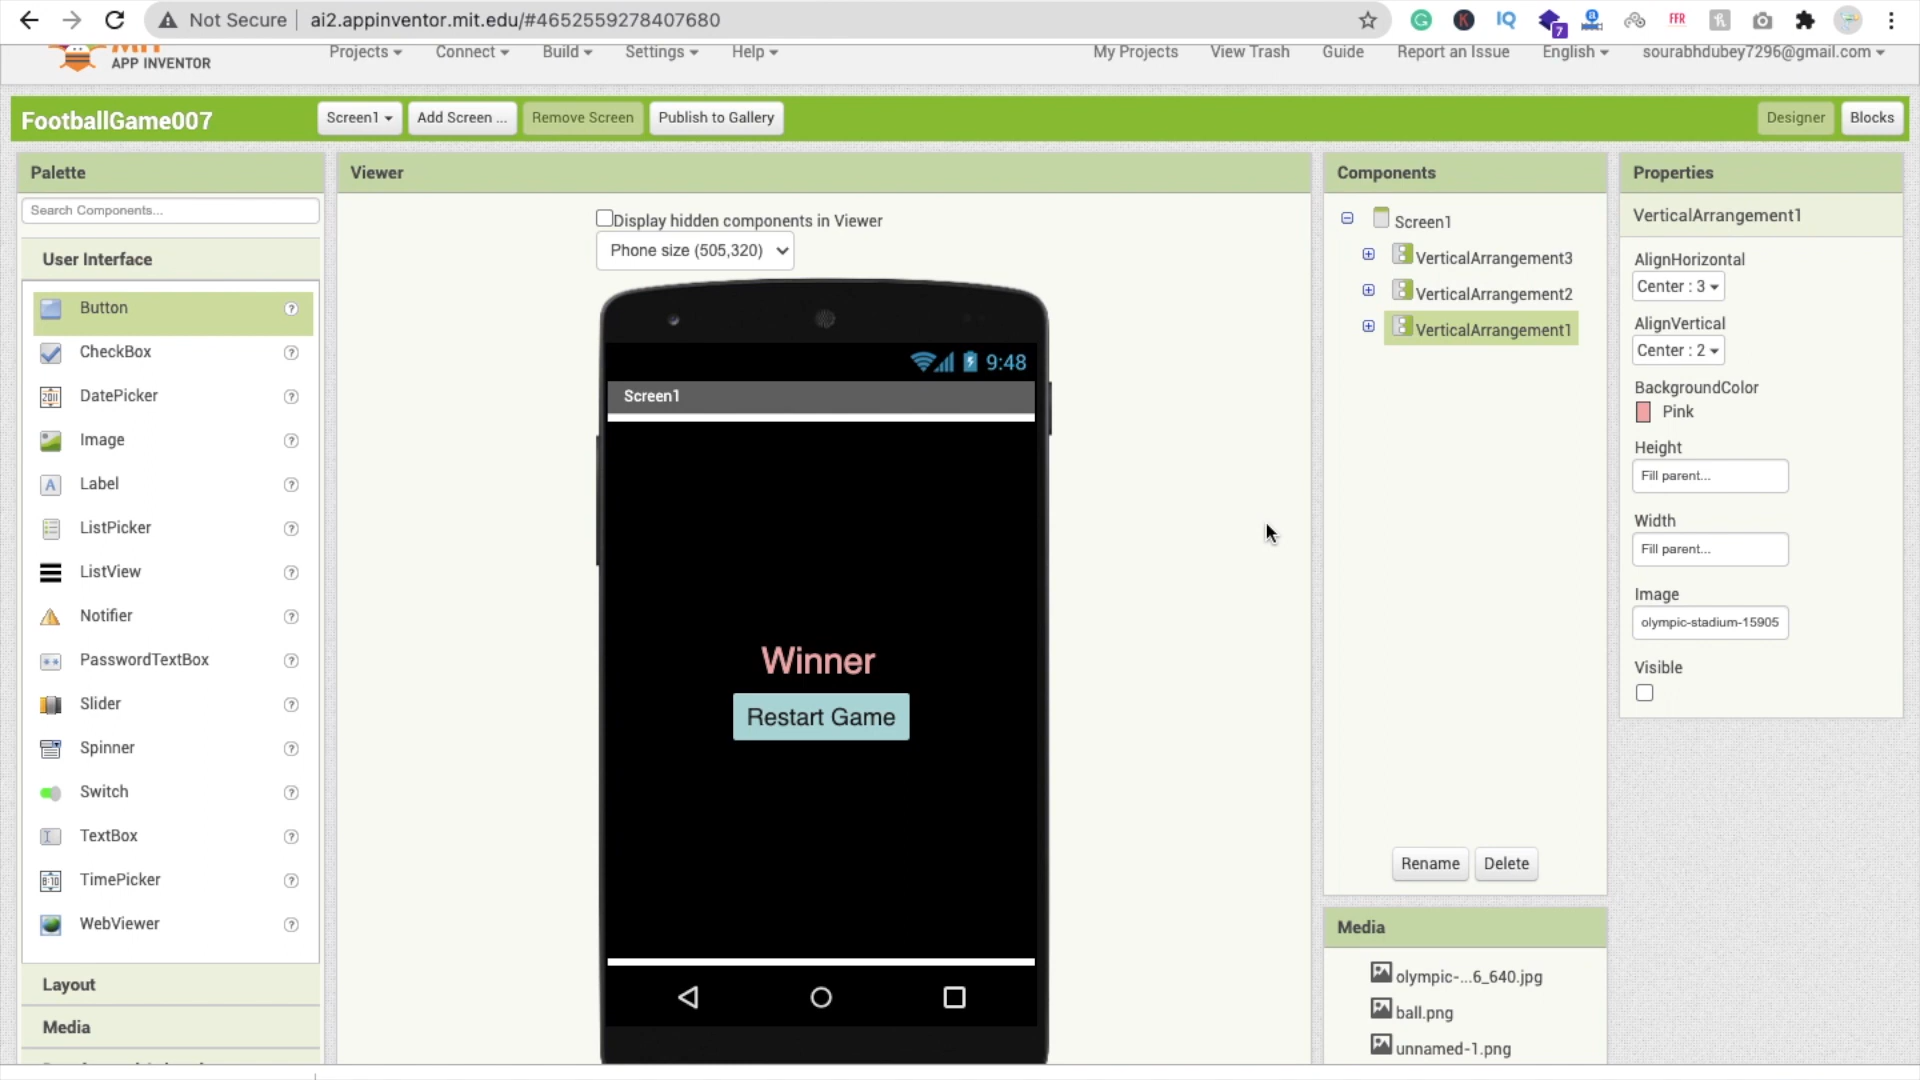 Not Secure
ai2.appinventor.mit.edu/#4652559278407680
IQ
7
FFR
MIT
APP INVENTOR
Projects
Connect
Build
Settings
Help
My Projects
View Trash
Guide
Report an Issue
English
sourabhdubey7296@gmail.com
FootballGame007
Screen1
Add Screen ...
Remove Screen
Publish to Gallery
Designer
Blocks
Palette
Search Components...
User Interface
Button
CheckBox
DatePicker
Image
Label
ListPicker
ListView
Notifier
PasswordTextBox
Slider
Spinner
Switch
TextBox
TimePicker
WebViewer
Layout
Media
Viewer
Display hidden components in Viewer
Phone size (505,320)
9:48
Screen1
Winner
Restart Game
Components
Screen1
VerticalArrangement3
VerticalArrangement2
VerticalArrangement1
Rename
Delete
Media
olympic-...6_640.jpg
ball.png
unnamed-1.png
Properties
VerticalArrangement1
AlignHorizontal
Center : 3
AlignVertical
Center : 2
BackgroundColor
Pink
Height
Fill parent...
Width
Fill parent...
Image
olympic-stadium-15905
Visible